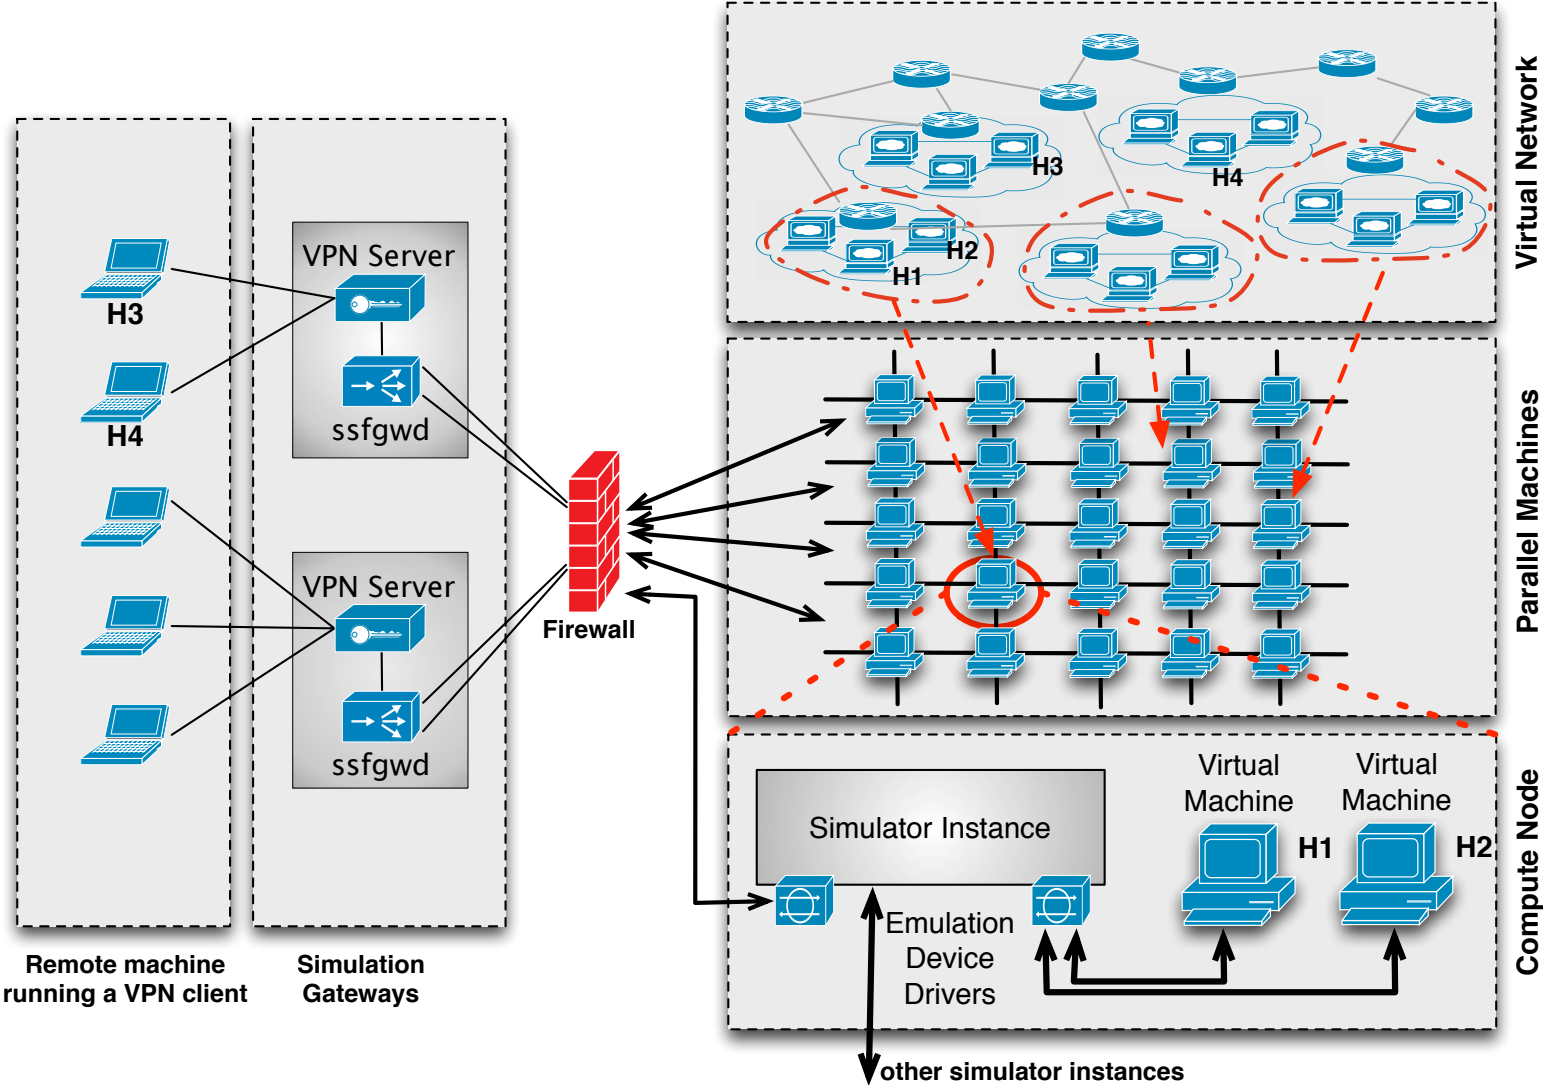 H3
H4
Remote machine
running a VPN client
VPN Server
ssfgwd
VPN Server
ssfgwd
Simulation
Gateways
Firewall
H3
H4
H2
H1
Virtual Network
Parallel Machines
Simulator Instance
Emulation
Device
Drivers
Virtual
Machine
H1
Virtual
Machine
H2
Compute Node
other simulator instances